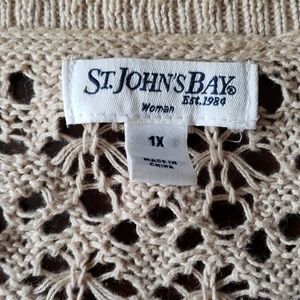 ST. JOHN'S BAY®
Est. 1984
Woman
1X
MADE IN
CHINA